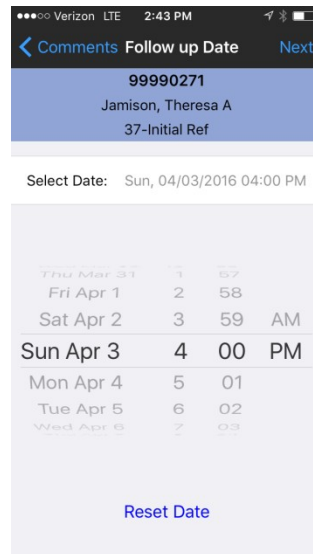 Verizon LTE 2:43 PM
Comments Follow up Date Next
99990271
Jamison, Theresa A
37-Initial Ref
Select Date: Sun, 04/03/2016 04:00 PM
Thu Mar 31 1 57
Fri Apr 1 2 58
Sat Apr 2 3 59 AM
Sun Apr 3 4 00 PM
Mon Apr 4 5 01
Tue Apr 5 6 02
Wed Apr 6 7 03
Reset Date